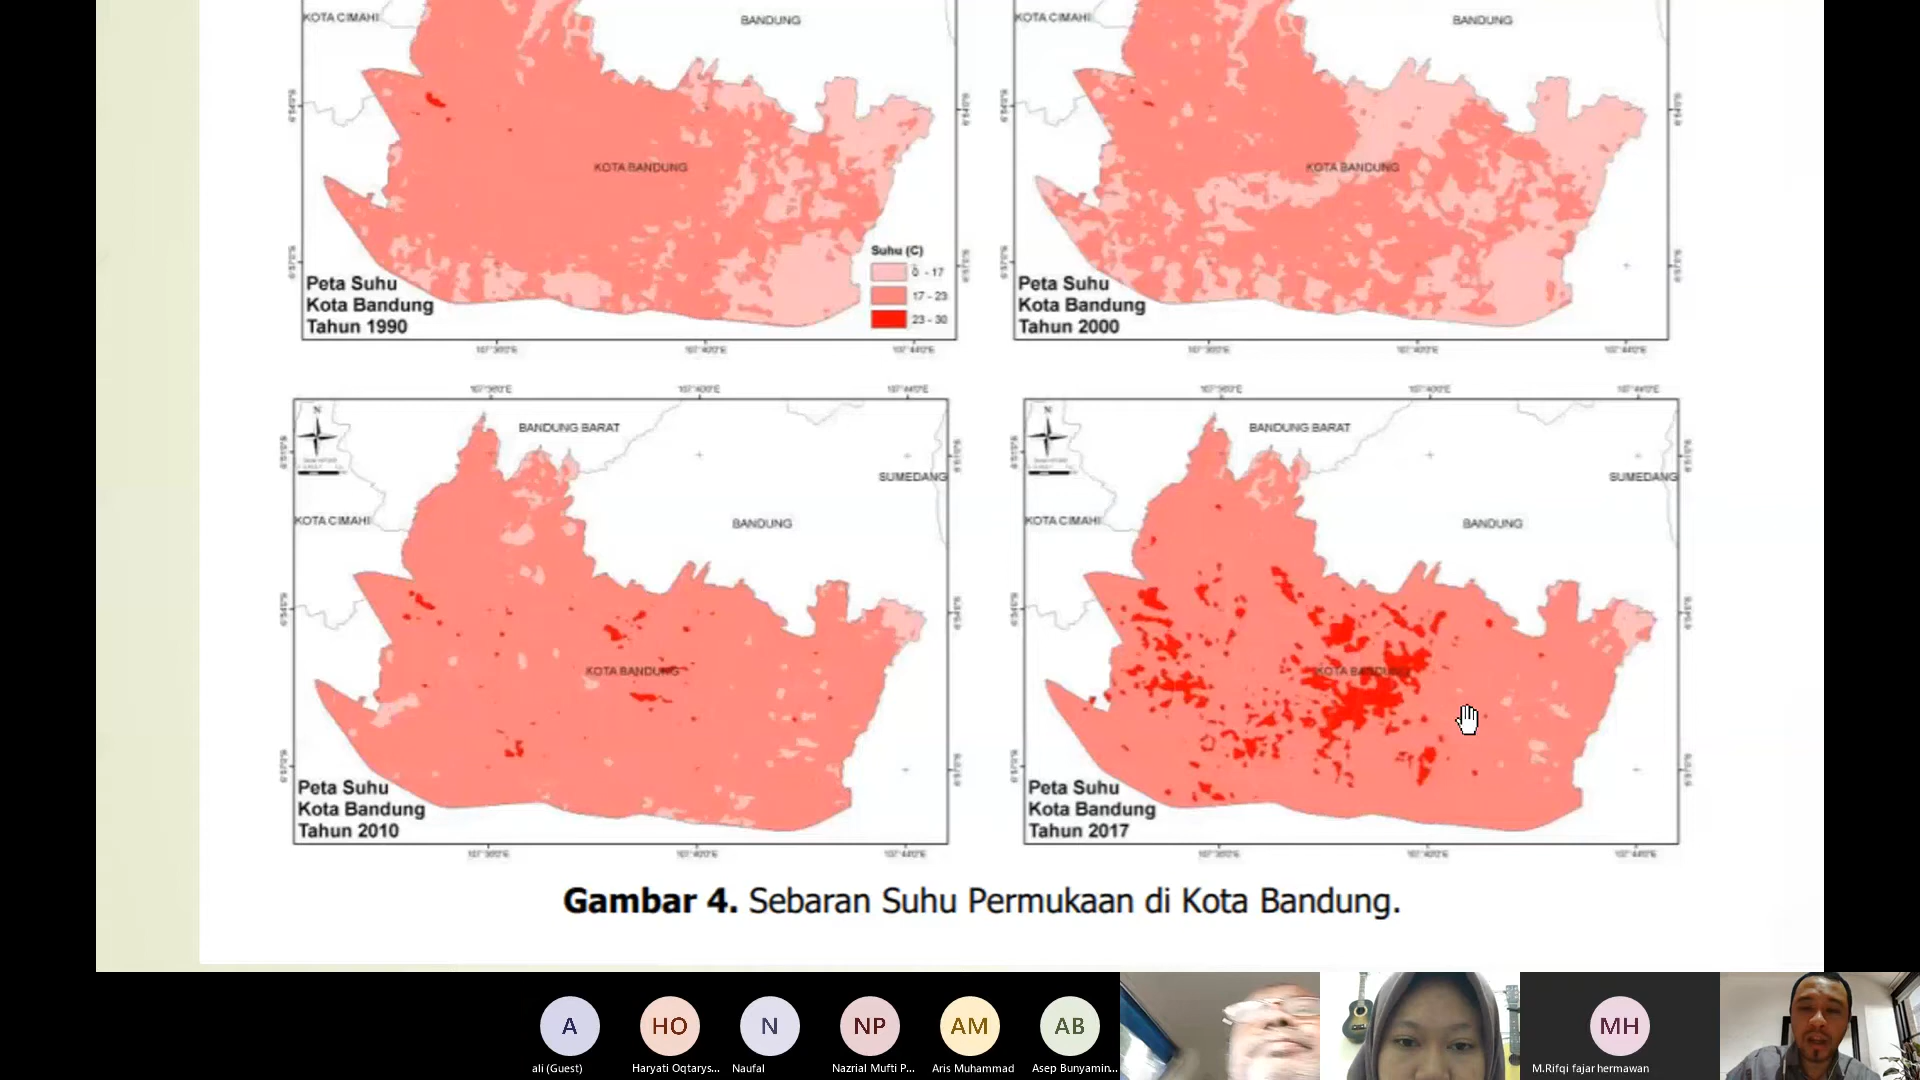 KOTA CIMAHI
BANDUNG
KOTA BANDUNG
Suhu (C)
0 - 17
17 - 23
23 - 30
Peta Suhu
Kota Bandung
Tahun 1990
KOTA CIMAHI
BANDUNG
KOTA BANDUNG
Peta Suhu
Kota Bandung
Tahun 2000
N
BANDUNG BARAT
SUMEDANG
KOTA CIMAHI
BANDUNG
KOTA BANDUNG
Peta Suhu
Kota Bandung
Tahun 2010
N
BANDUNG BARAT
SUMEDANG
KOTA CIMAHI
BANDUNG
KOTA BANDUNG
Peta Suhu
Kota Bandung
Tahun 2017
Gambar 4. Sebaran Suhu Permukaan di Kota Bandung.
A
HO
N
NP
AM
AB
MH
ali (Guest)
Haryati Oqtarys...
Naufal
Nazrial Mufti P...
Aris Muhammad
Asep Bunyamin...
M.Rifqi fajar hermawan